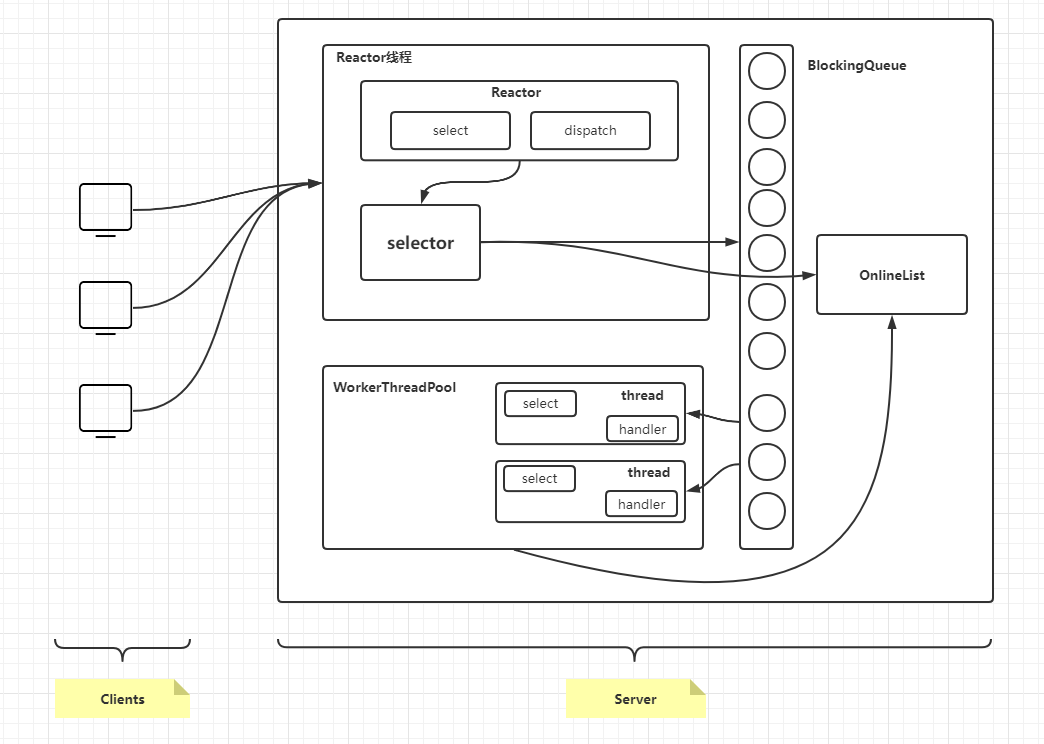 Reactor线程
Reactor
select
dispatch
selector
BlockingQueue
OnlineList
WorkerThreadPool
select
thread
handler
select
thread
handler
Clients
Server